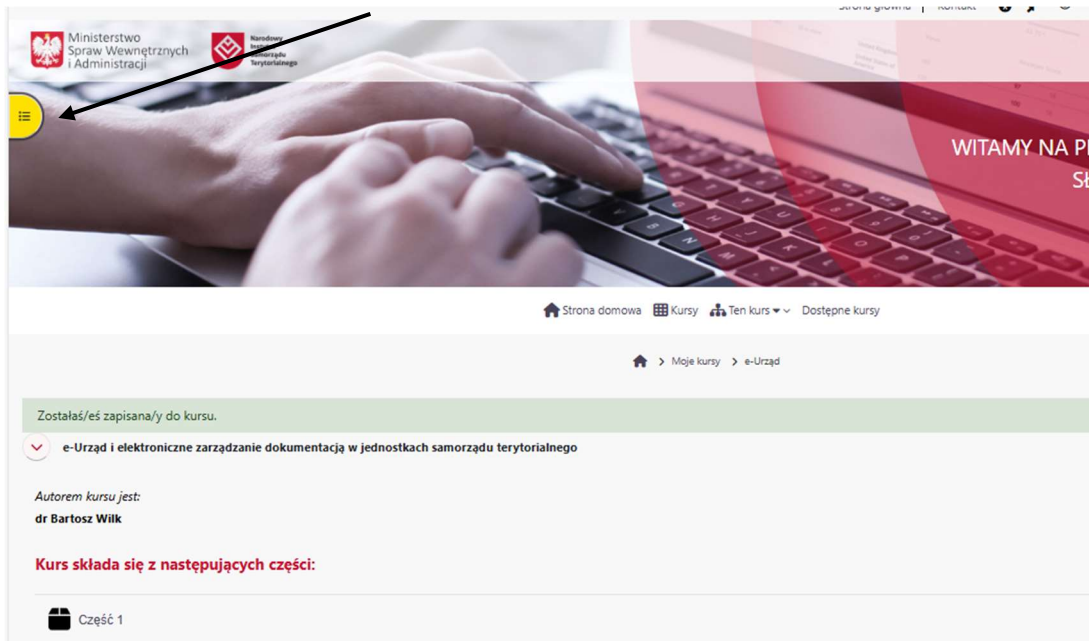 Strona główna | Kontakt
Ministerstwo
Spraw Wewnętrznych
i Administracji
Narodowy
Instytut
Samorządu
Terytorialnego
WITAMY NA
Strona domowa Kursy Ten kurs Dostępne kursy
> Moje kursy > e-Urząd
Zostałaś/eś zapisana/y do kursu.
e-Urząd i elektroniczne zarządzanie dokumentacją w jednostkach samorządu terytorialnego
Autorem kursu jest:
dr Bartosz Wilk
Kurs składa się z następujących części:
Część 1